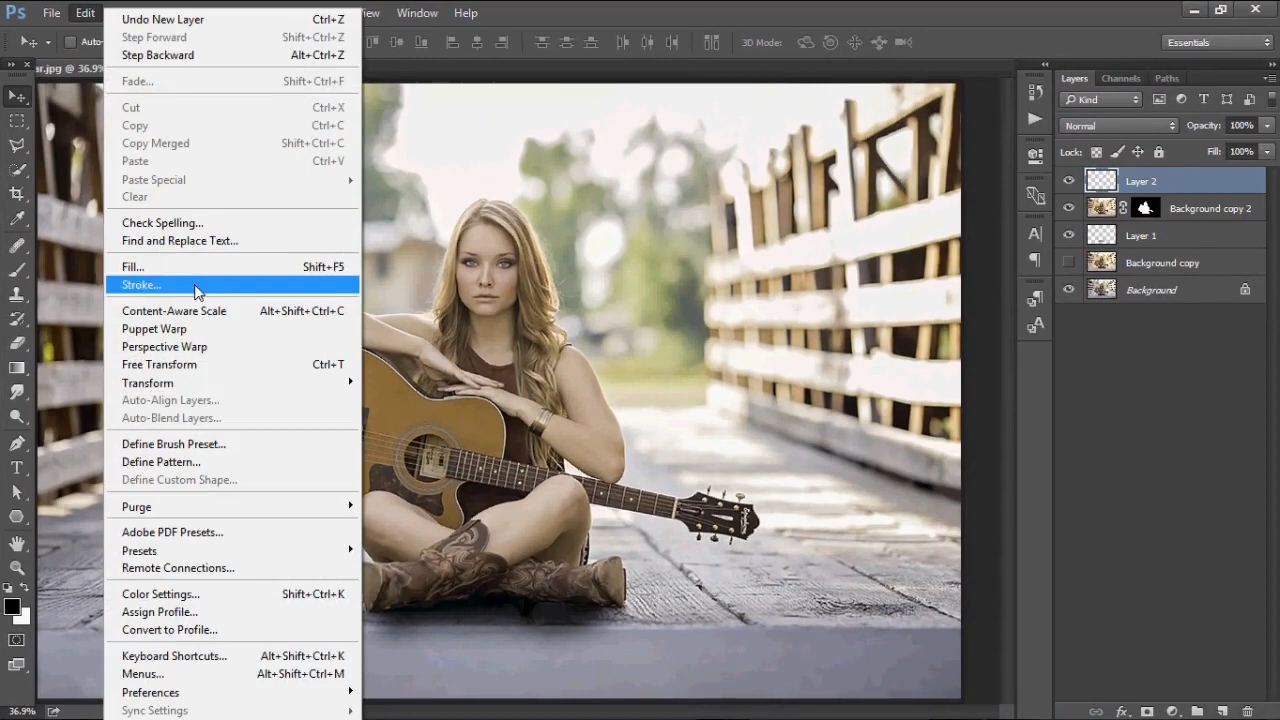 Ps File Edit iew Window Help
Auto-
3D Mode:
Essentials
ar.jpg @ 36.9%
Undo New Layer Ctrl+Z
Step Forward Shift+Ctrl+Z
Step Backward Alt+Ctrl+Z
Fade... Shift+Ctrl+F
Cut Ctrl+X
Copy Ctrl+C
Copy Merged Shift+Ctrl+C
Paste Ctrl+V
Paste Special
Clear
Check Spelling...
Find and Replace Text...
Fill... Shift+F5
Stroke...
Content-Aware Scale Alt+Shift+Ctrl+C
Puppet Warp
Perspective Warp
Free Transform Ctrl+T
Transform
Auto-Align Layers...
Auto-Blend Layers...
Define Brush Preset...
Define Pattern...
Define Custom Shape...
Purge
Adobe PDF Presets...
Presets
Remote Connections...
Color Settings... Shift+Ctrl+K
Assign Profile...
Convert to Profile...
Keyboard Shortcuts... Alt+Shift+Ctrl+K
Menus... Alt+Shift+Ctrl+M
Preferences
Sync Settings
36.9%
Layers Channels Paths
Kind
Normal Opacity: 100%
Lock: Fill: 100%
Layer 2
Background copy 2
Layer 1
Background copy
Background